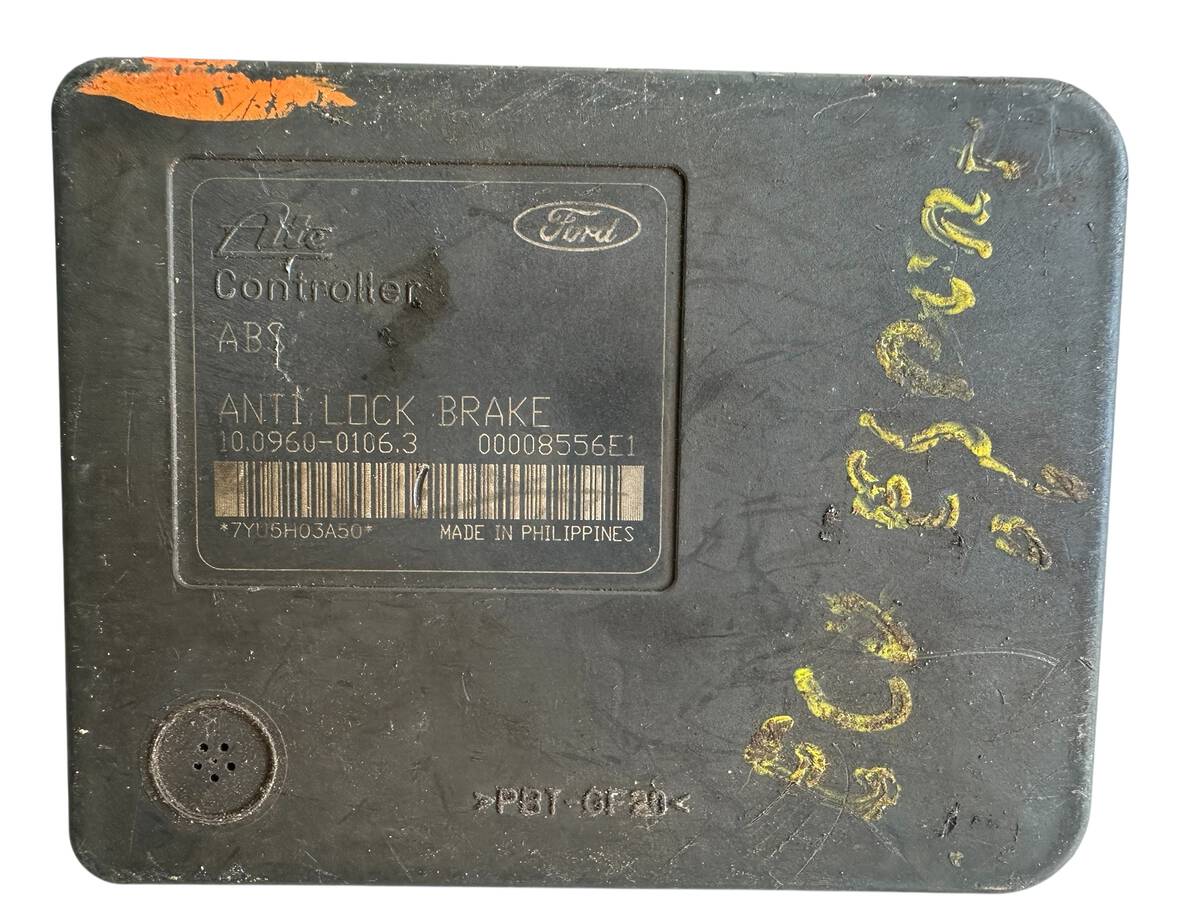 Ate
Ford
Controller
ABS
ANTI LOCK BRAKE
10.0960-0106.3 00008556E1
*7YU5H03A50*
MADE IN PHILIPPINES
>PBT-GF20<
ECU